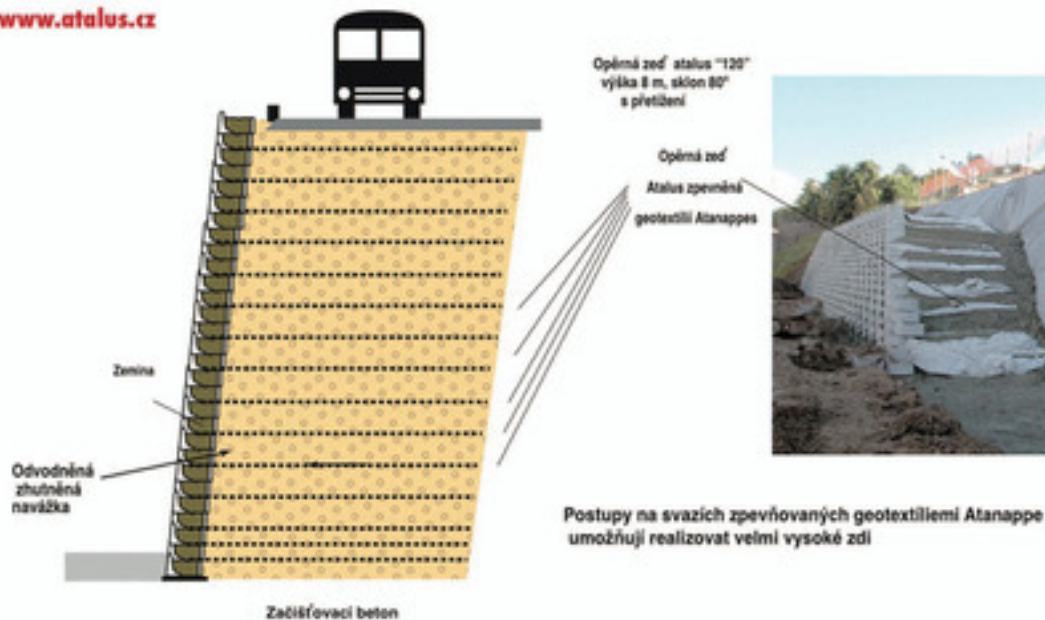 www.atalus.cz
Opěrná zeď atalus "120"
výška 8 m, sklon 80°
s přetížení
Opěrná zeď
Atalus zpevněná
geotextilií Atanappes
Zemina
Odvodněná
zhutněná
navážka
Postupy na svazích zpevňovaných geotextíliemi Atanappe
umožňují realizovat velmi vysoké zdi
Začišťovací beton